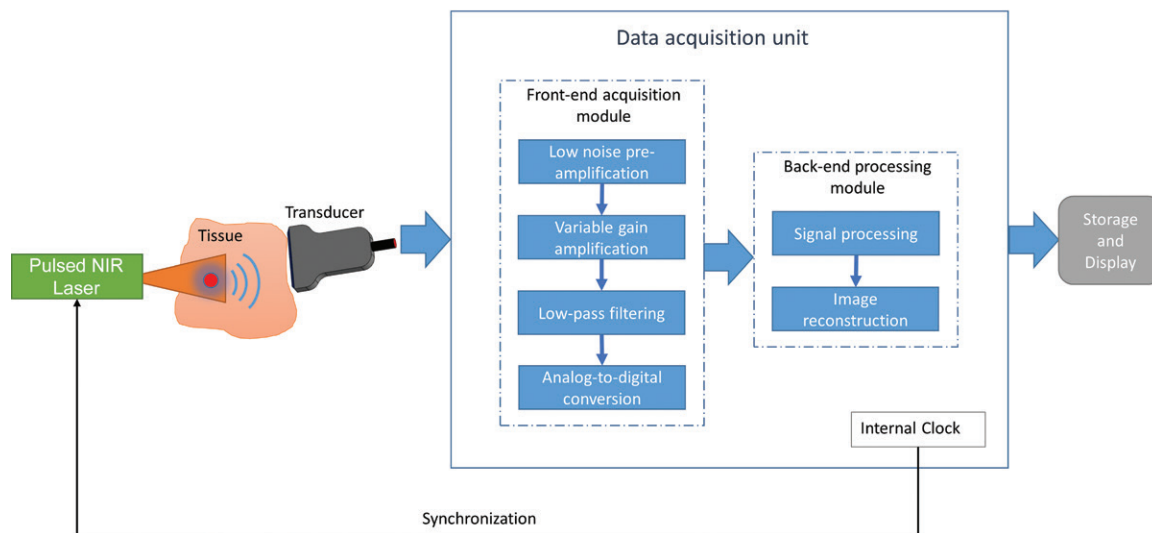 Data acquisition unit
Front-end acquisition
module
Low noise pre-
amplification
Variable gain
amplification
Low-pass filtering
Analog-to-digital
conversion
Back-end processing
module
Signal processing
Image
reconstruction
Transducer
Tissue
Pulsed NIR
Laser
Storage
and
Display
Internal Clock
Synchronization